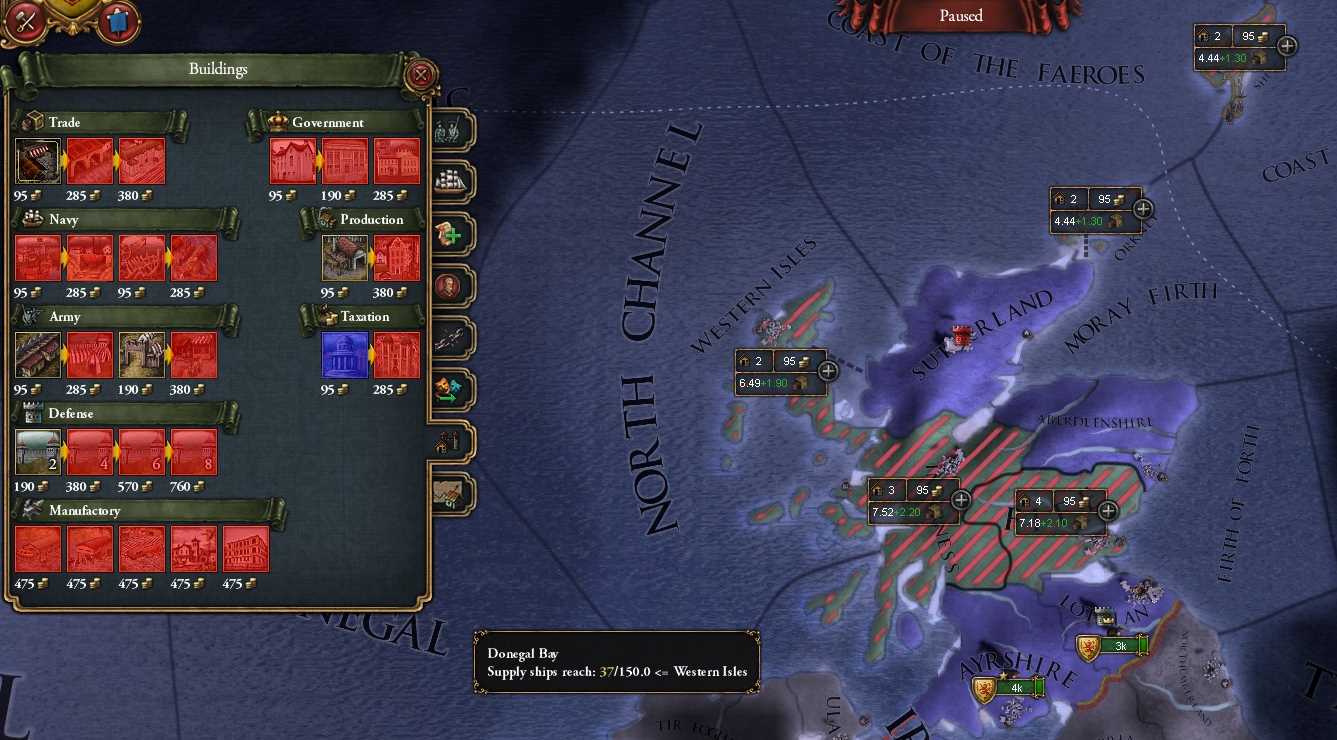 Paused
Buildings
Trade
95 285 380
Government
95 190 285
Navy
95 285 95 285
Production
95 380
Army
95 285 190 380
Taxation
95 285
Defense
2 4 6 8
190 380 570 760
Manufactory
475 475 475 475 475
Donegal Bay
Supply ships reach: 37/150.0 <= Western Isles
COAST OF THE FAEROES
2 95
4.44+1.30
COAST
NORTH CHANNEL
WESTERN ISLES
2 95
4.44+1.30
MORAY FIRTH
2 95
6.49+1.90
ABERDEENSHIRE
3 95
7.52+2.20
4 95
7.18+2.10
FIRTH OF FORTH
3k
AYRSHIRE
4k